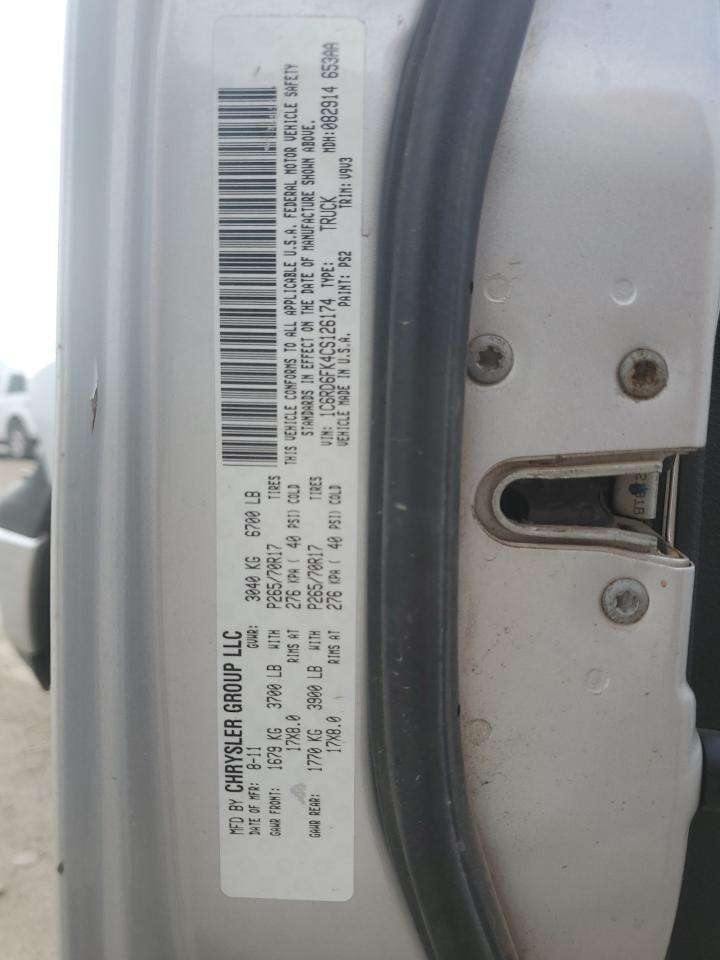 MFD BY CHRYSLER GROUP LLC
DATE OF MFR: 8-11 GVWR: 3040 KG 6700 LB
GAWR FRONT: 1679 KG 3700 LB WITH P265/70R17 TIRES
17X8.0 RIMS AT 276 KPA ( 40 PSI) COLD
GAWR REAR: 1770 KG 3900 LB WITH P265/70R17 TIRES
17X8.0 RIMS AT 276 KPA ( 40 PSI) COLD
THIS VEHICLE CONFORMS TO ALL APPLICABLE U.S.A. FEDERAL MOTOR VEHICLE SAFETY
STANDARDS IN EFFECT ON THE DATE OF MANUFACTURE SHOWN ABOVE.
VIN: 1C6RD6FK4CS126174 TYPE: TRUCK MDH:082914 653AA
VEHICLE MADE IN U.S.A. PAINT: PS2 TRIM: V9V3